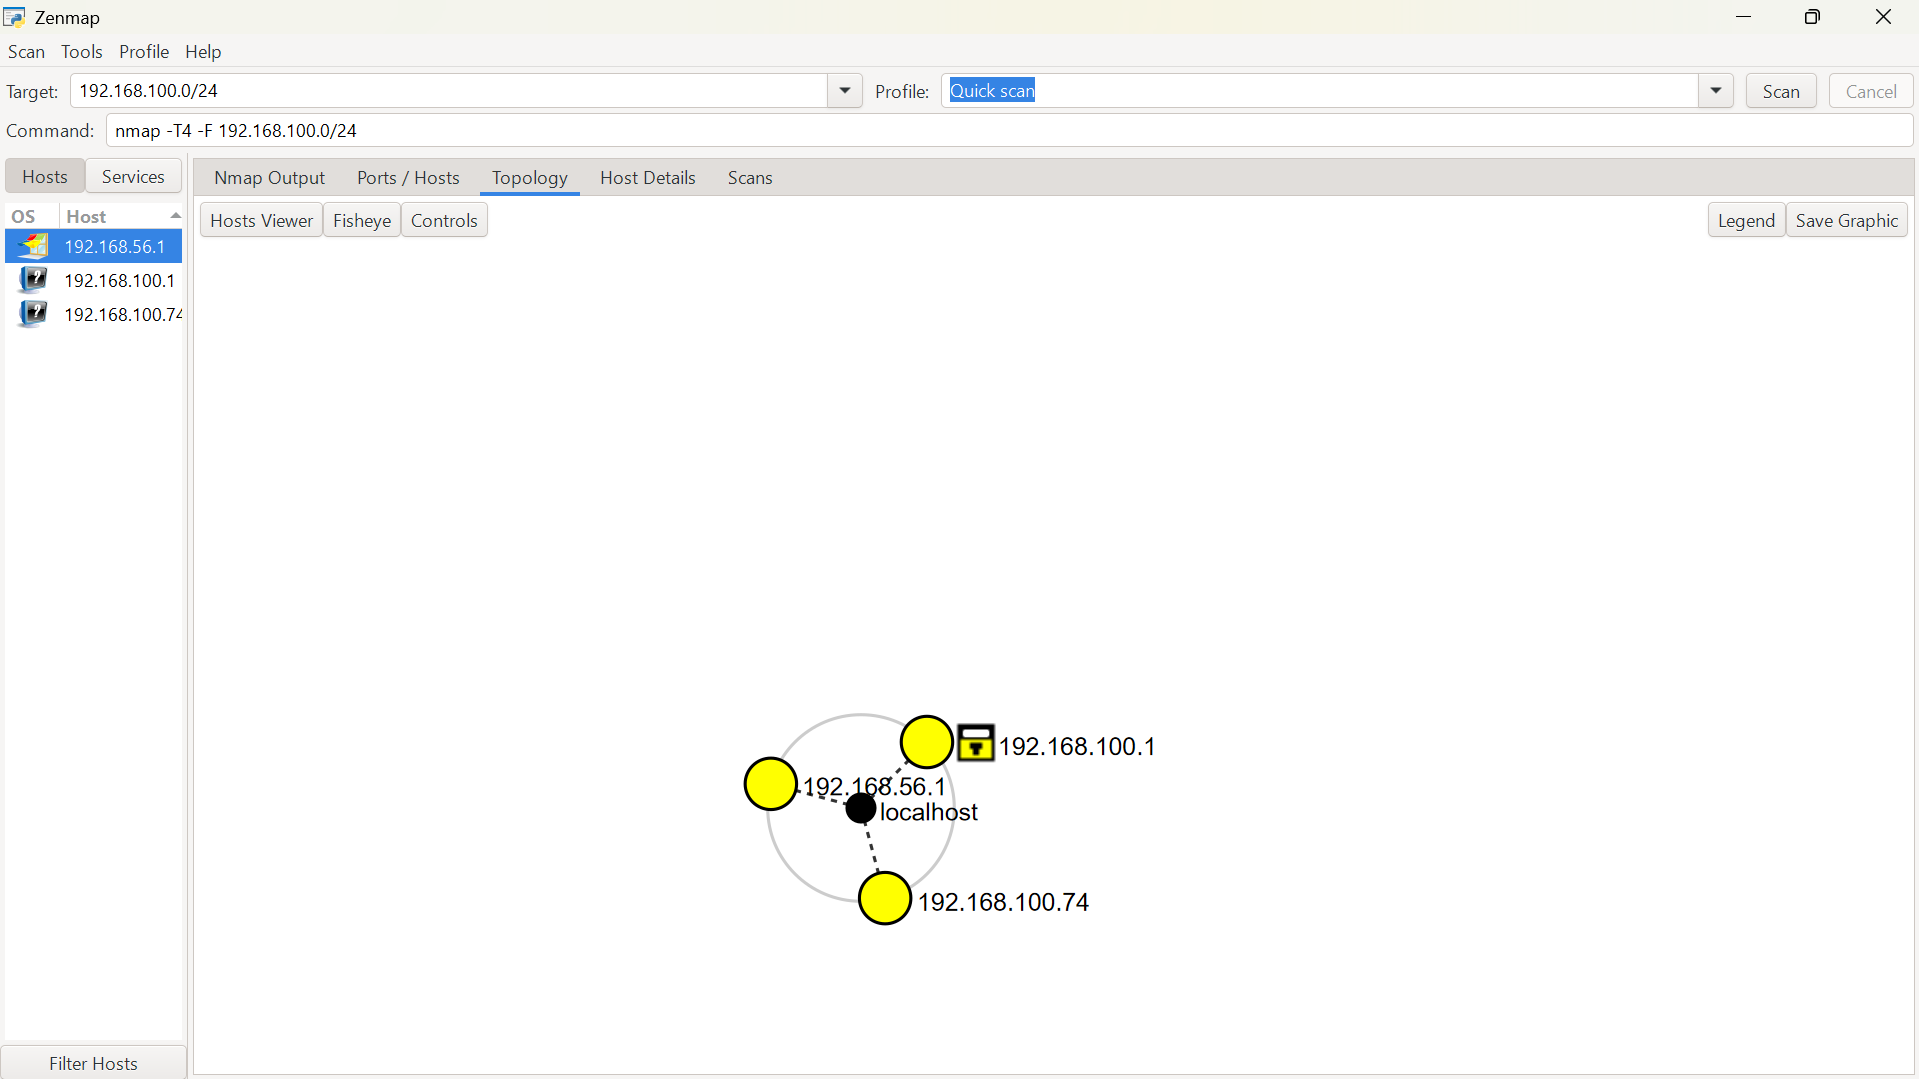 Zenmap
Scan Tools Profile Help
Target: 192.168.100.0/24 Profile: Quick scan Scan Cancel
Command: nmap -T4 -F 192.168.100.0/24
Hosts Services Nmap Output Ports / Hosts Topology Host Details Scans
Hosts Viewer Fisheye Controls Legend Save Graphic
OS Host
192.168.56.1
192.168.100.1
192.168.100.74
192.168.100.1
192.168.56.1
localhost
192.168.100.74
Filter Hosts